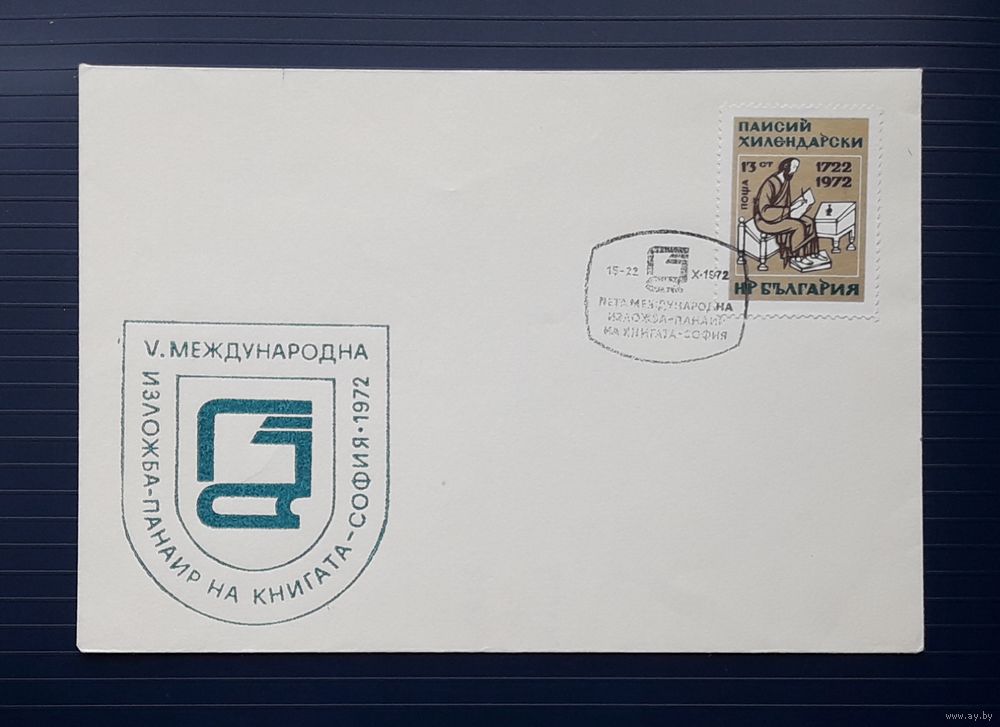 ПАИСИЙ
ХИЛЕНДАРСКИ
13 СТ 1722
1972
ПОЩА
НР БЪЛГАРИЯ
15-22 X·1972
ПЕТА МЕЖДУНАРОДНА
ИЗЛОЖБА-ПАНАИР
НА КНИГАТА-СОФИЯ
V. МЕЖДУНАРОДНА
ИЗЛОЖБА-ПАНАИР НА КНИГАТА-СОФИЯ·1972
www.ay.by